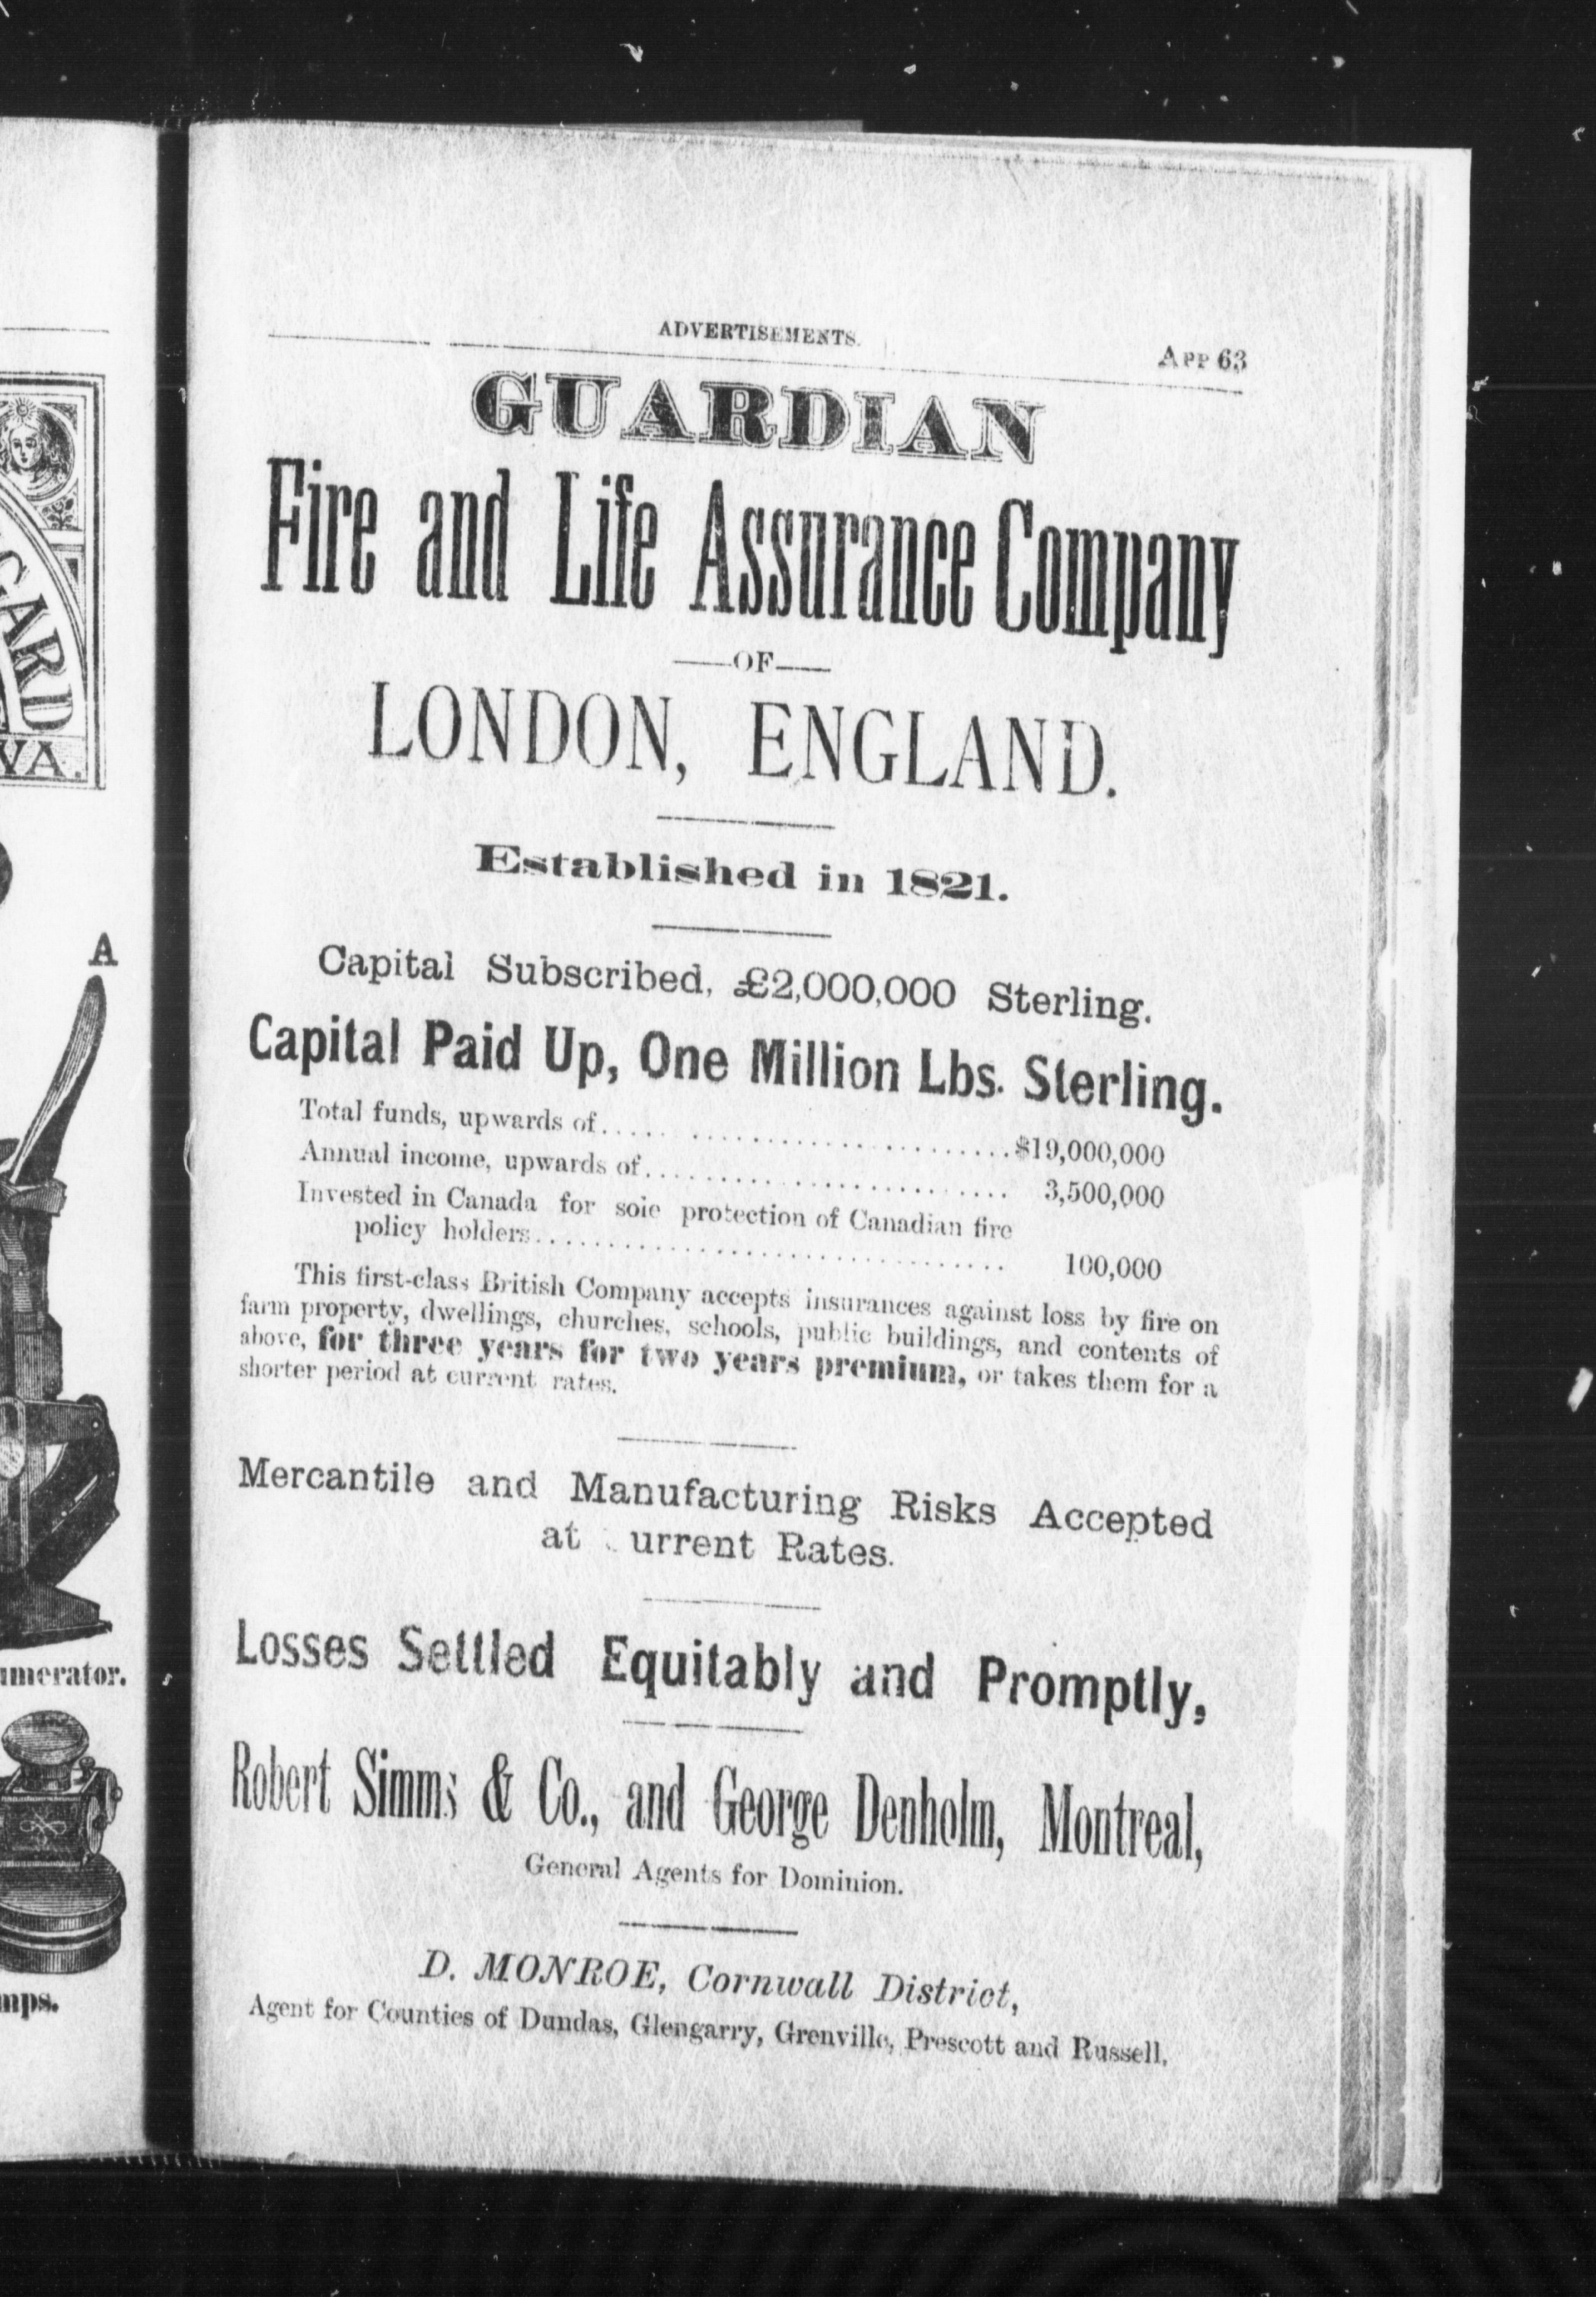 ADVERTISEMENTS.
APP 63
GUARDIAN
Fire and Life Assurance Company
OF
LONDON, ENGLAND.
Established in 1821.
Capital Subscribed, £2,000,000 Sterling.
Capital Paid Up, One Million Lbs. Sterling.
Total funds, upwards of........................................$19,000,000
Annual income, upwards of.............................. 3,500,000
Invested in Canada for sole protection of Canadian fire
policy holders...................................... 100,000
This first-class British Company accepts insurances against loss by fire on
farm property, dwellings, churches, schools, public buildings, and contents of
above, for three years for two years premium, or takes them for a
shorter period at current rates.
Mercantile and Manufacturing Risks Accepted
at urrent Rates.
Losses Settled Equitably and Promptly,
Robert Simms & Co., and George Denholm, Montreal,
General Agents for Dominion.
D. MONROE, Cornwall District,
Agent for Counties of Dundas, Glengarry, Grenville, Prescott and Russell.
A